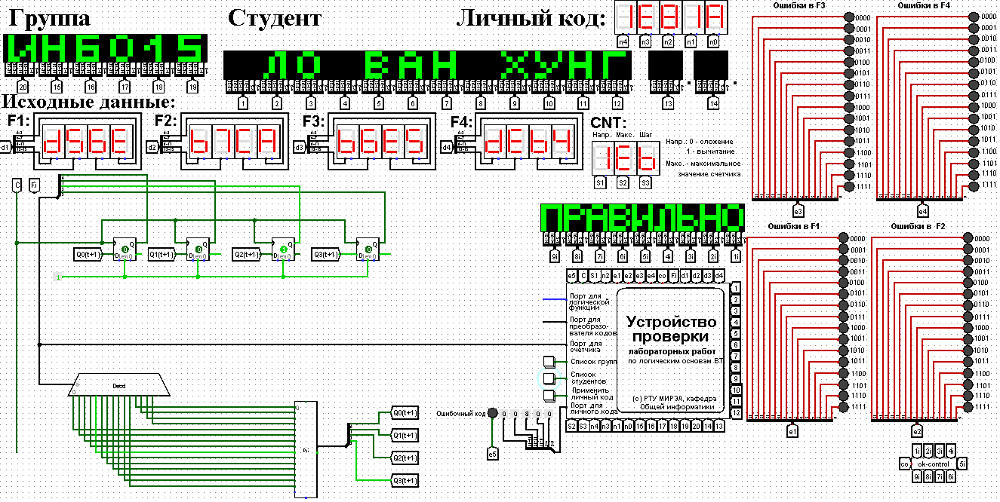 Группа
Студент
Личный код:
1E81A
n4 n3 n2 n1 n0
ИНБО15
ЛО ВАН ХУНГ
20 15 16 17 18 19
1 2 3 4 5 6 7 8 9 10 11 12 13 14
Исходные данные:
F1: d56E
F2: b7CA
F3: b6E5
F4: dE64
d1 d2 d3 d4
CNT:
Напр. Макс. Шаг
1Eb
S1 S2 S3
Напр.: 0 - сложение
1 - вычитание
Макс. - максимальное
значение счетчика
C Fi
Q0(t+1) Q1(t+1) Q2(t+1) Q3(t+1)
D Q 0
D Q 0
D Q 1
D Q 0
1
ПРАВИЛЬНО
9i 8i 7i 6i 5i 4i 3i 2i 1i
e5 C S1 n2 e1 e2 e3 e4 co Fi d1 d2 d3 d4
Порт для
логической
функции
Порт для
преобразо-
вателя кодов
Порт для
счетчика
Список групп
Список
студентов
Применить
личный код
Порт для
личного кода
Устройство
проверки
лабораторных работ
по логическим основам ВТ
(с) РТУ МИРЭА, кафедра
Общей информатики
1
2
3
4
5
6
7
8
9
10
11
12
S2 S3 n4 n3 n1 n0 15 16 17 18 19 20 14 13
Ошибочный код
0 0 8 0 0
e5
Decd
0
Q0(t+1)
Q1(t+1)
Q2(t+1)
Q3(t+1)
Ошибки в F3
0000
0001
0010
0011
0100
0101
0110
0111
1000
1001
1010
1011
1100
1101
1110
1111
e3
Ошибки в F4
0000
0001
0010
0011
0100
0101
0110
0111
1000
1001
1010
1011
1100
1101
1110
1111
e4
Ошибки в F1
0000
0001
0010
0011
0100
0101
0110
0111
1000
1001
1010
1011
1100
1101
1110
1111
e1
Ошибки в F2
0000
0001
0010
0011
0100
0101
0110
0111
1000
1001
1010
1011
1100
1101
1110
1111
e2
1i 2i 3i 4i
co ok-control 5i
9i 8i 7i 6i